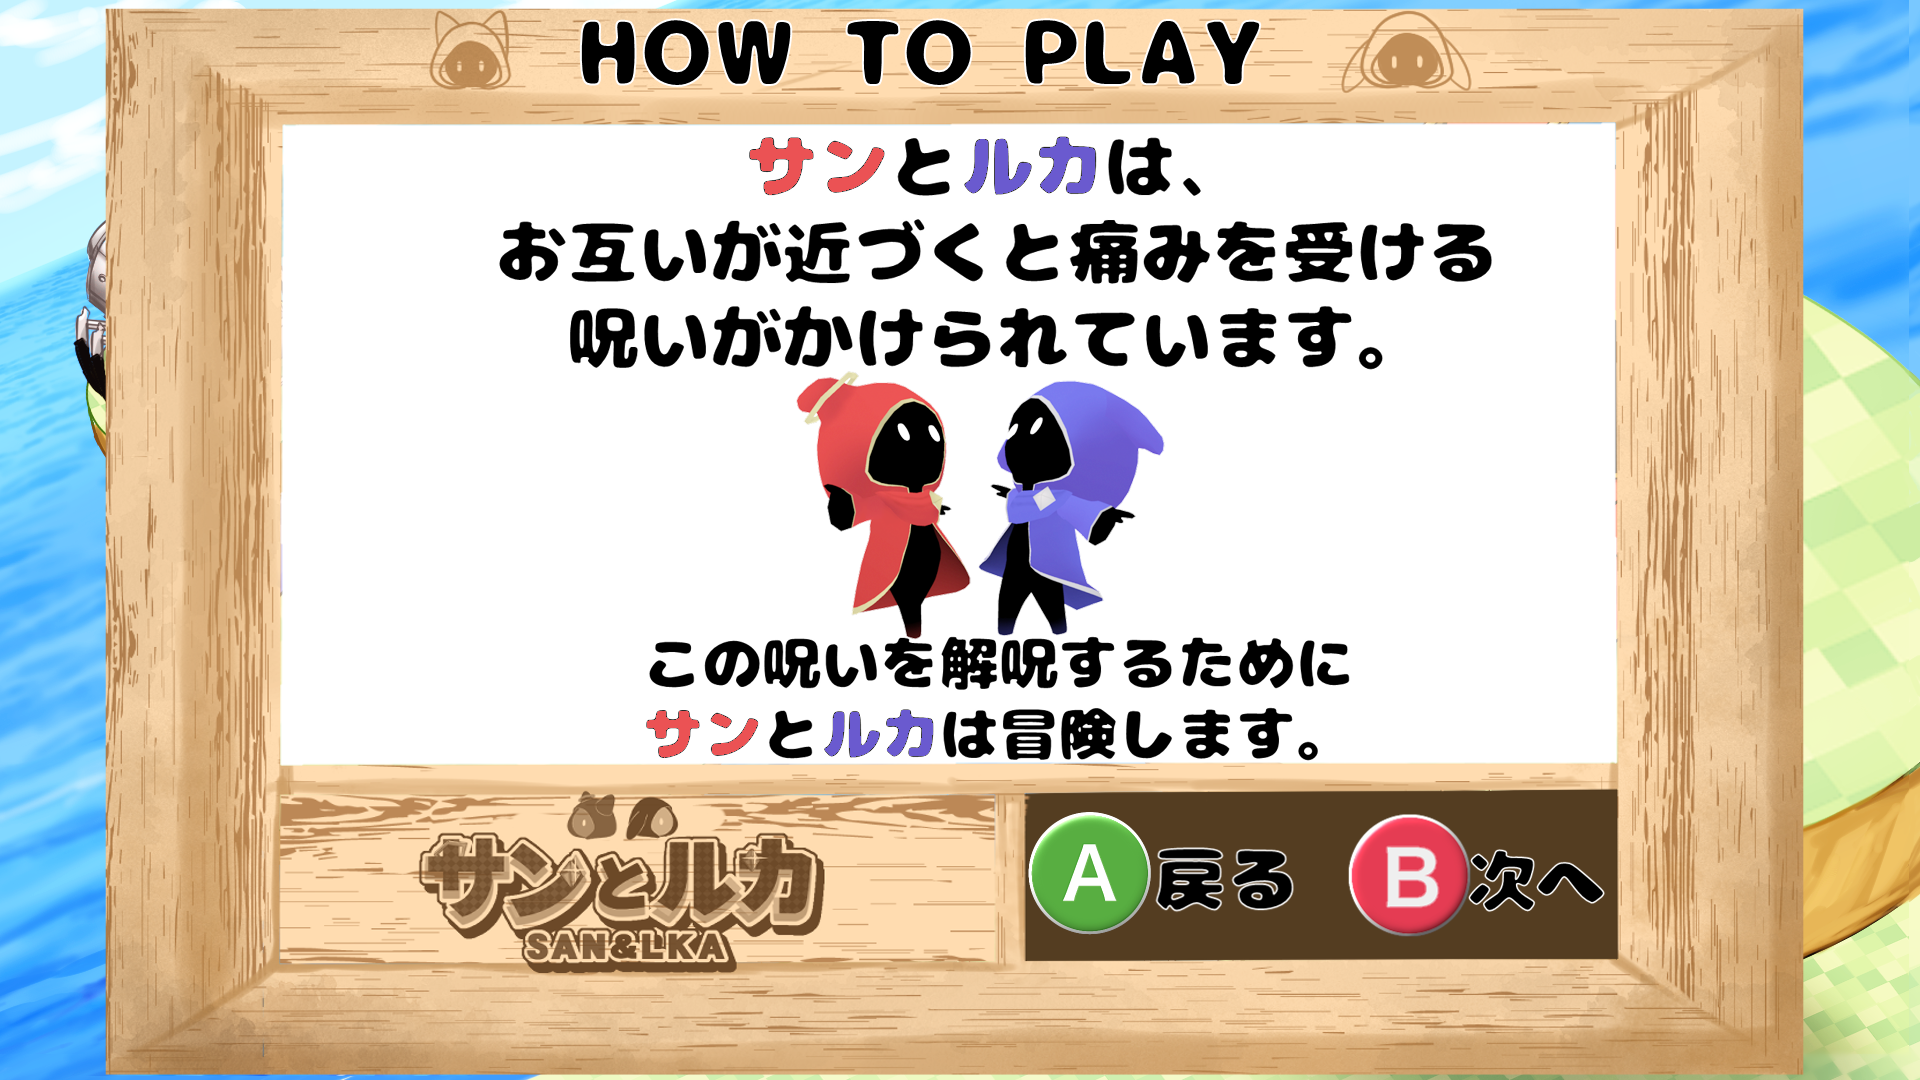 HOW TO PLAY
サンとルカは、
お互いが近づくと痛みを受ける
呪いがかけられています。
この呪いを解呪するために
サンとルカは冒険します。
サンとルカ
SAN&LKA
A 戻る B 次へ